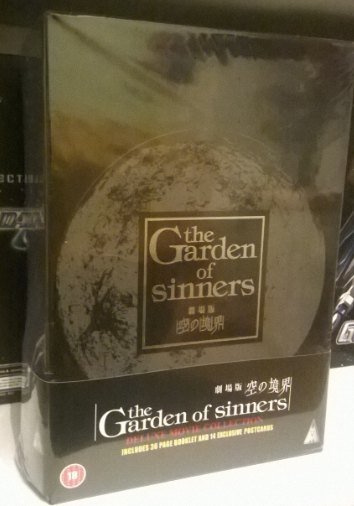 the
Garden
of
sinners
劇場版
空の境界
劇場版 空の境界
the
Garden of sinners
DELUXE MOVIE COLLECTION
INCLUDES 36 PAGE BOOKLET AND 14 EXCLUSIVE POSTCARDS
18